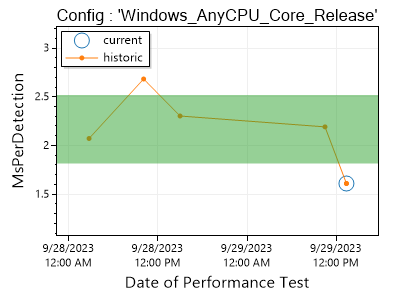 Config : 'Windows_AnyCPU_Core_Release'
current
historic
3
2.5
2
1.5
MsPerDetection
9/28/2023 9/28/2023 9/29/2023 9/29/2023
12:00 AM 12:00 PM 12:00 AM 12:00 PM
Date of Performance Test